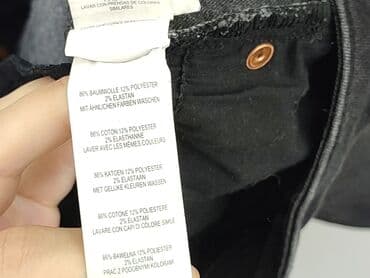 LAVAR CON PRENDAS DE COLORES
SIMILARES
86% BAUMWOLLE 12% POLYESTER
2% ELASTAN
MIT ÄHNLICHEN FARBEN WASCHEN
86% COTON 12% POLYESTER
2% ELASTHANNE
LAVER AVEC LES MÊMES COULEURS
86% KATOEN 12% POLYESTER
2% ELASTAAN
MET GELIJKE KLEUREN WASSEN
86% COTONE 12% POLIESTERE
2% ELASTAN
LAVARE CON CAPI DI COLORE SIMILE
86% BAWEŁNA 12% POLIESTER
2% ELASTAN
PRAĆ Z PODOBNYM KOLORAM